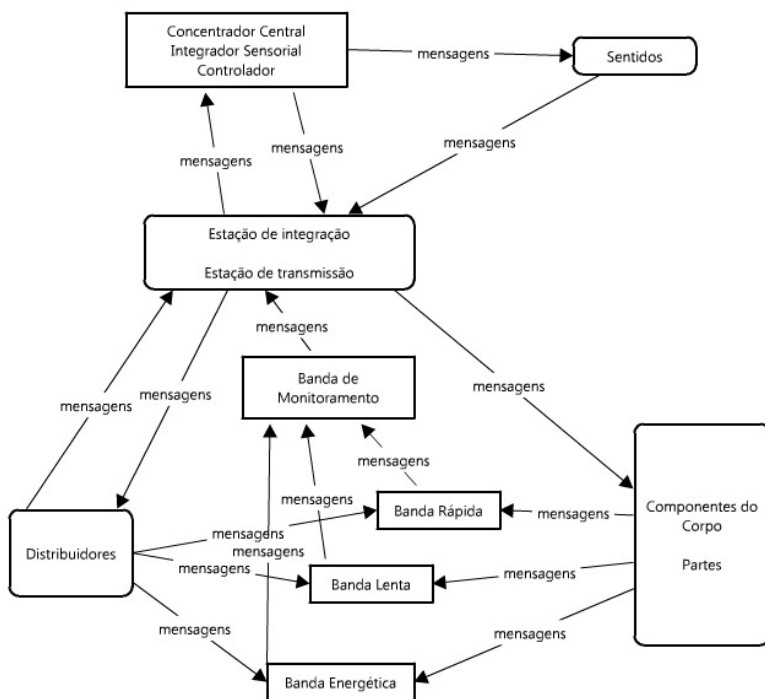 Concentrador Central
Integrador Sensorial
Controlador
mensagens
Sentidos
mensagens
mensagens
mensagens
Estação de integração
Estação de transmissão
mensagens
mensagens
mensagens
mensagens
Banda de
Monitoramento
mensagens
mensagens
Banda Rápida
mensagens
Componentes do
Corpo
Partes
Distribuidores
mensagens
mensagens
mensagens
Banda Lenta
mensagens
mensagens
mensagens
Banda Energética